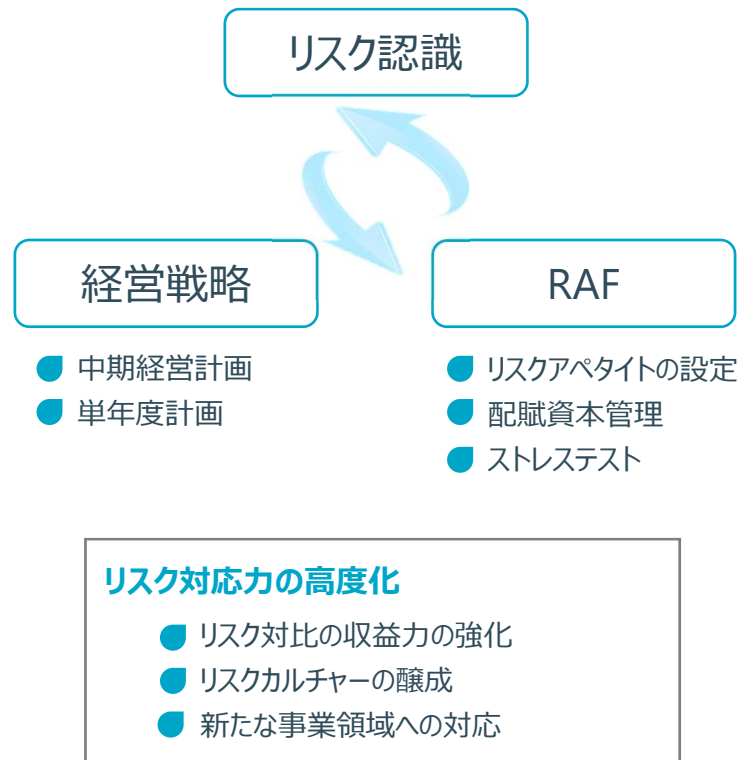 リスク認識
経営戦略
中期経営計画
単年度計画
RAF
リスクアペタイトの設定
配賦資本管理
ストレステスト
リスク対応力の高度化
リスク対比の収益力の強化
リスクカルチャーの醸成
新たな事業領域への対応